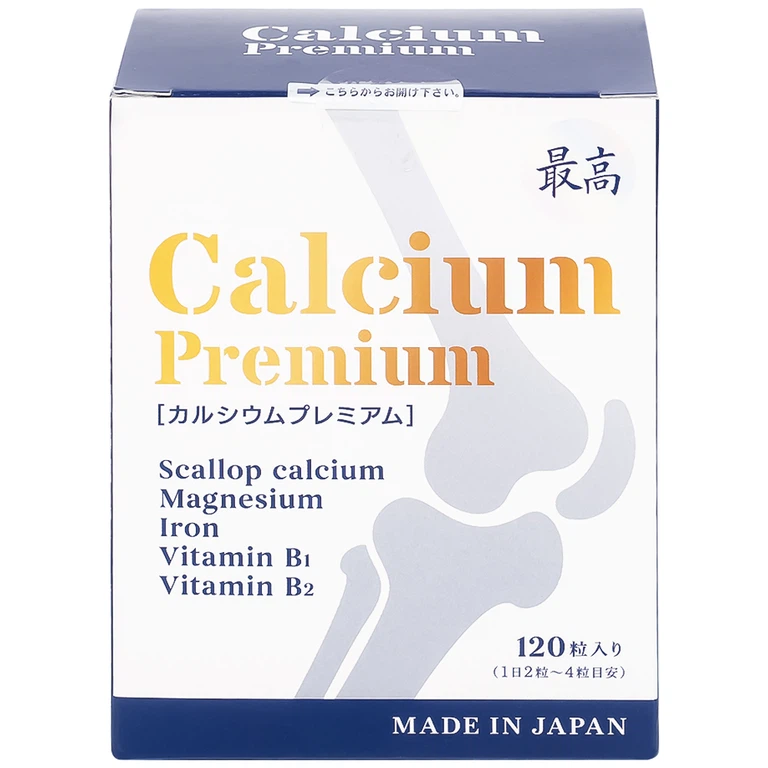 Calcium
Premium
こちらからお開け下さい。
最高
Calcium
Premium
[カルシウムプレミアム]
Scallop calcium
Magnesium
Iron
Vitamin B1
Vitamin B2
120粒入り
(1日2粒～4粒目安)
MADE IN JAPAN